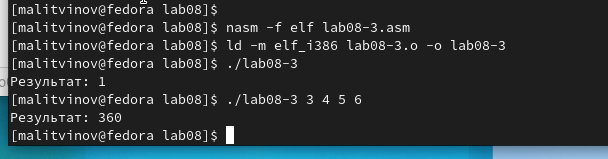 [malitvinov@fedora lab08]$
[malitvinov@fedora lab08]$ nasm -f elf lab08-3.asm
[malitvinov@fedora lab08]$ ld -m elf_i386 lab08-3.o -o lab08-3
[malitvinov@fedora lab08]$ ./lab08-3
Результат: 1
[malitvinov@fedora lab08]$ ./lab08-3 3 4 5 6
Результат: 360
[malitvinov@fedora lab08]$